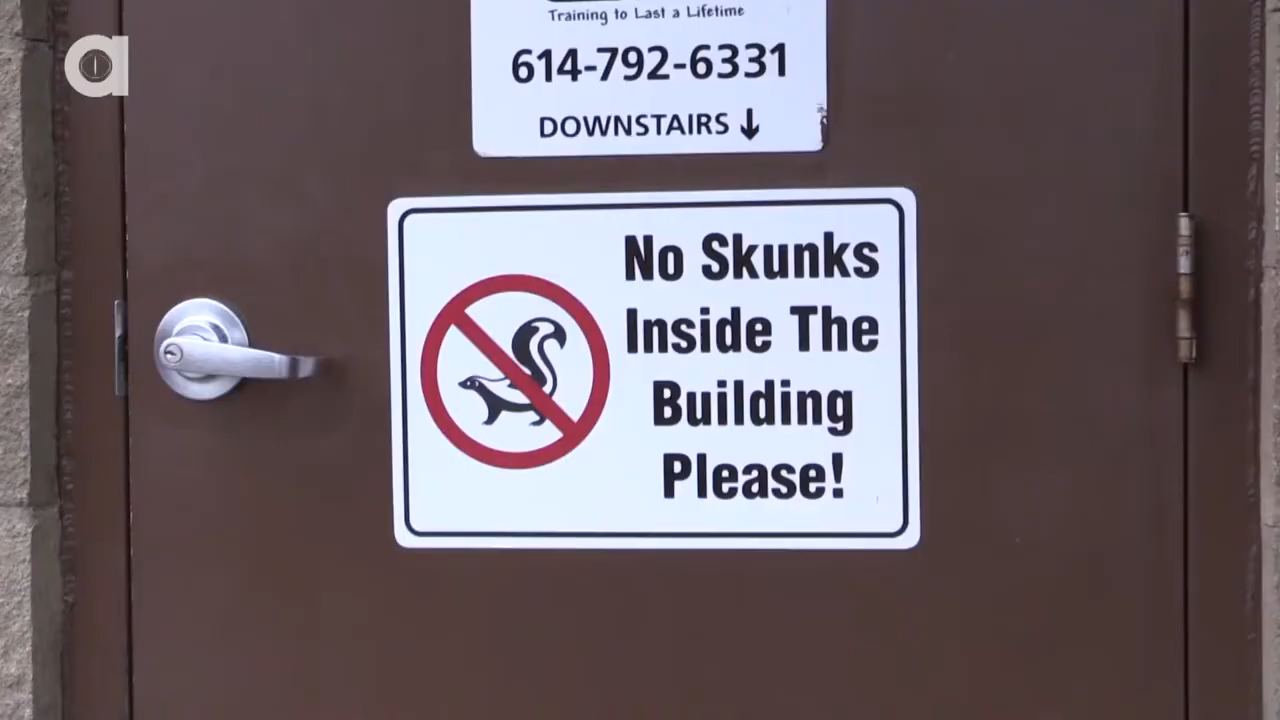 a
Training to Last a Lifetime
614-792-6331
DOWNSTAIRS ↓
No Skunks
Inside The
Building
Please!